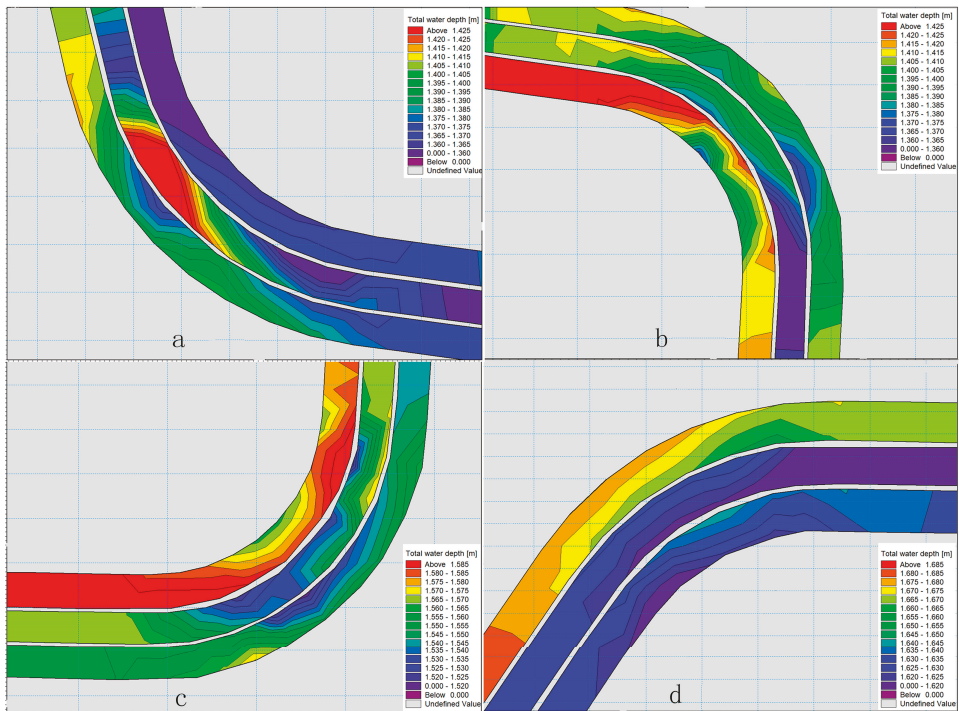 Total water depth [m]
Above 1.425
1.420 - 1.425
1.415 - 1.420
1.410 - 1.415
1.405 - 1.410
1.400 - 1.405
1.395 - 1.400
1.390 - 1.395
1.385 - 1.390
1.380 - 1.385
1.375 - 1.380
1.370 - 1.375
1.365 - 1.370
1.360 - 1.365
0.000 - 1.360
Below 0.000
Undefined Value
a
Total water depth [m]
Above 1.425
1.420 - 1.425
1.415 - 1.420
1.410 - 1.415
1.405 - 1.410
1.400 - 1.405
1.395 - 1.400
1.390 - 1.395
1.385 - 1.390
1.380 - 1.385
1.375 - 1.380
1.370 - 1.375
1.365 - 1.370
1.360 - 1.365
0.000 - 1.360
Below 0.000
Undefined Value
b
Total water depth [m]
Above 1.585
1.580 - 1.585
1.575 - 1.580
1.570 - 1.575
1.565 - 1.570
1.560 - 1.565
1.555 - 1.560
1.550 - 1.555
1.545 - 1.550
1.540 - 1.545
1.535 - 1.540
1.530 - 1.535
1.525 - 1.530
1.520 - 1.525
0.000 - 1.520
Below 0.000
Undefined Value
c
Total water depth [m]
Above 1.685
1.680 - 1.685
1.675 - 1.680
1.670 - 1.675
1.665 - 1.670
1.660 - 1.665
1.655 - 1.660
1.650 - 1.655
1.645 - 1.650
1.640 - 1.645
1.635 - 1.640
1.630 - 1.635
1.625 - 1.630
1.620 - 1.625
0.000 - 1.620
Below 0.000
Undefined Value
d